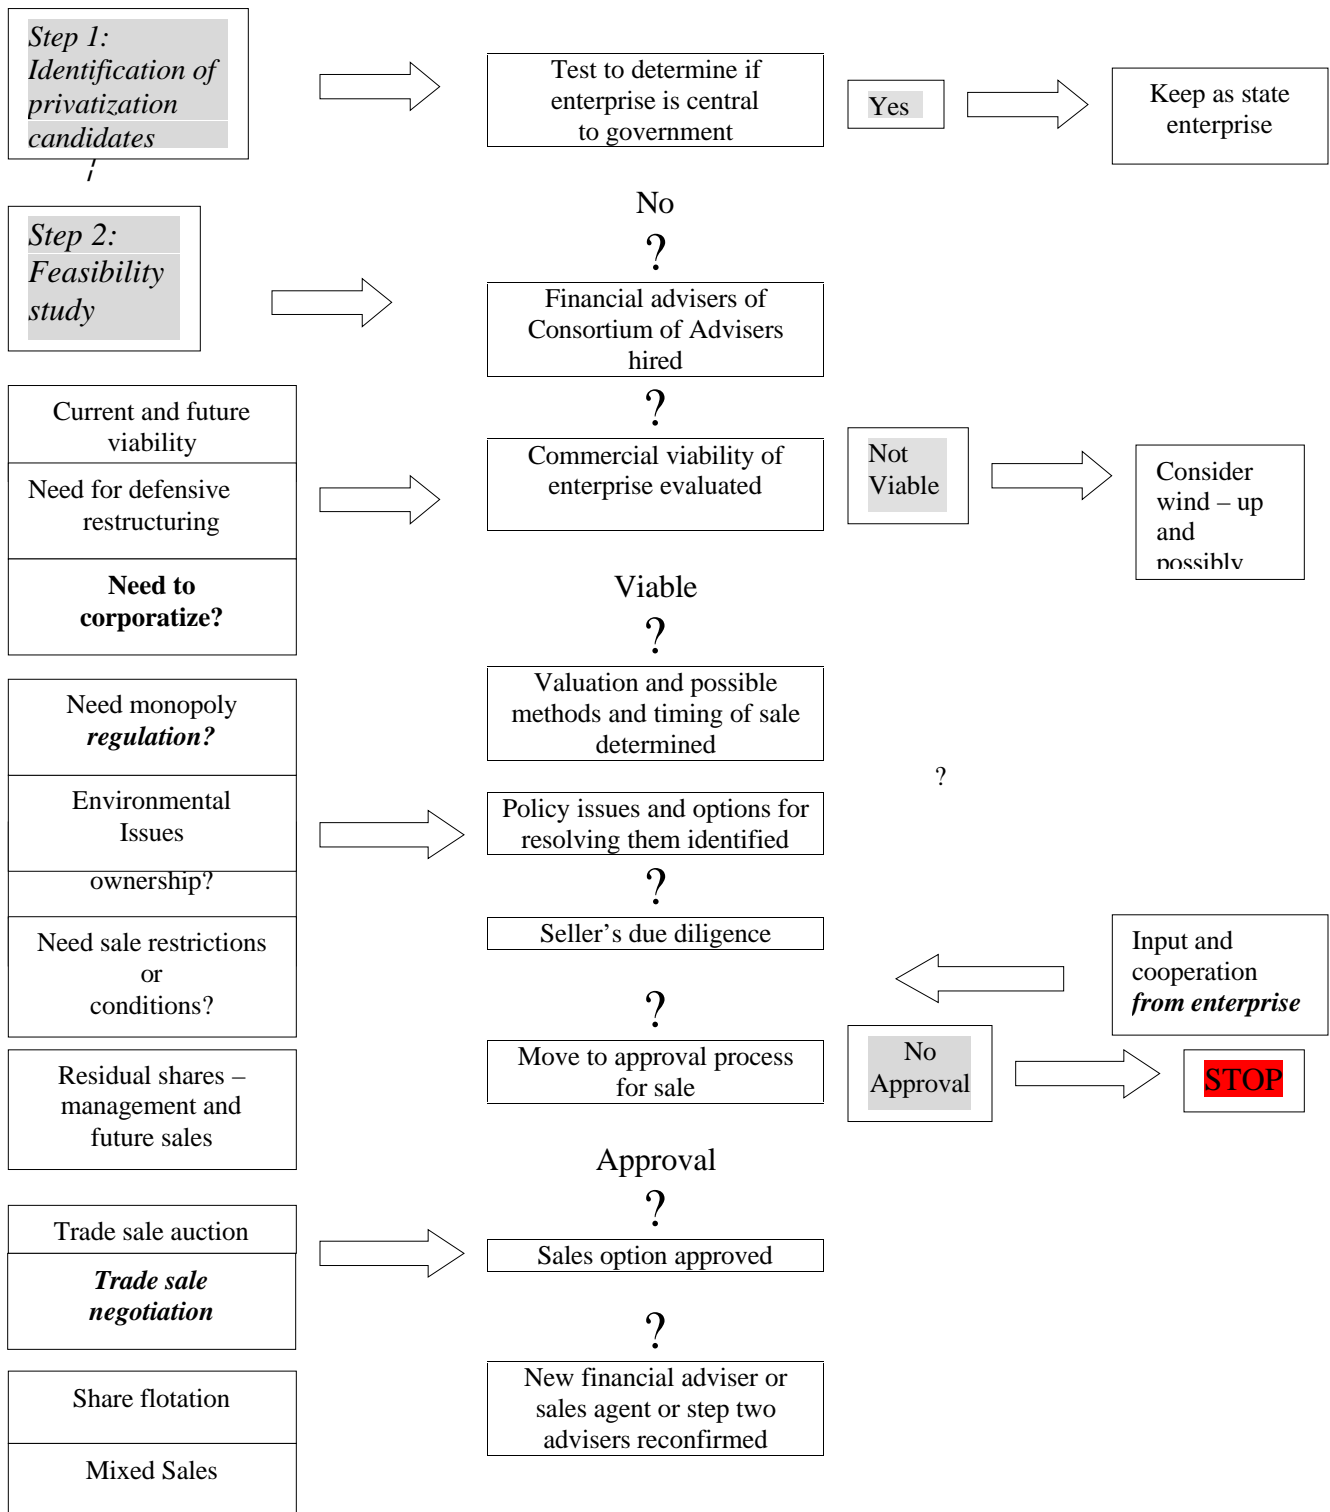 Step 1:
Identification of
privatization
candidates
Test to determine if
enterprise is central
to government
Yes
Keep as state
enterprise
No
?
Step 2:
Feasibility
study
Financial advisers of
Consortium of Advisers
hired
?
Current and future
viability
Need for defensive
restructuring
Need to
corporatize?
Commercial viability of
enterprise evaluated
Not
Viable
Consider
wind – up
and
possibly
Viable
?
Valuation and possible
methods and timing of sale
determined
?
Need monopoly
regulation?
Environmental
Issues
ownership?
Need sale restrictions
or
conditions?
Policy issues and options for
resolving them identified
?
Seller’s due diligence
Input and
cooperation
from enterprise
?
Residual shares –
management and
future sales
Move to approval process
for sale
No
Approval
STOP
Approval
?
Trade sale auction
Trade sale
negotiation
Sales option approved
?
Share flotation
Mixed Sales
New financial adviser or
sales agent or step two
advisers reconfirmed